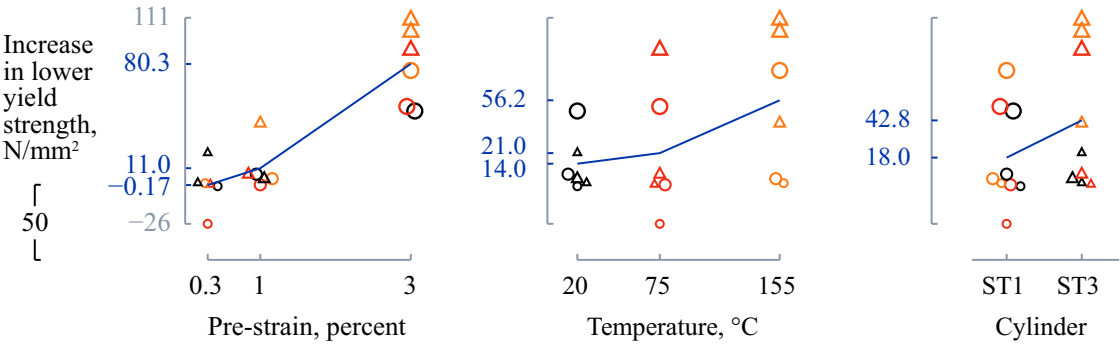 Increase
in lower
yield
strength,
N/mm²
50
111
80.3
11.0
−0.17
−26
0.3 1 3
Pre-strain, percent
56.2
21.0
14.0
20 75 155
Temperature, °C
42.8
18.0
ST1 ST3
Cylinder